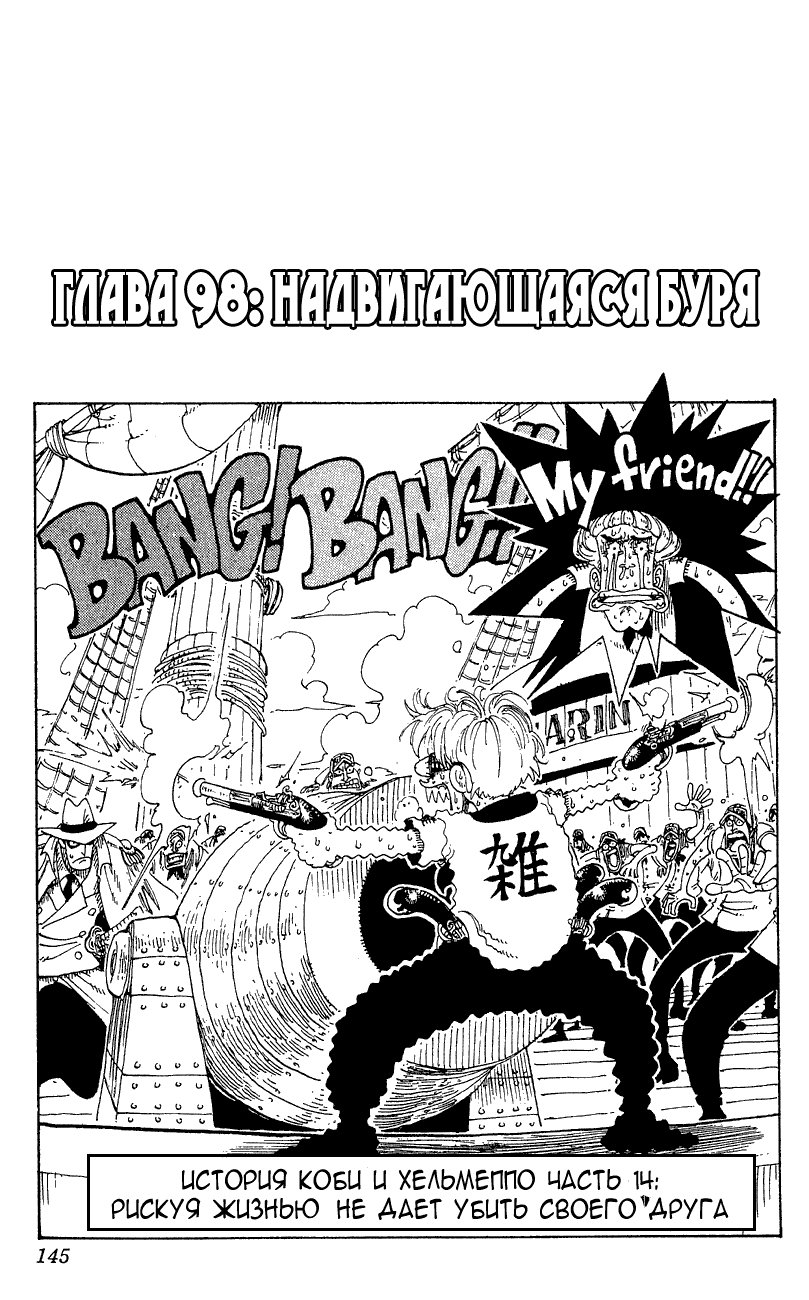 ГЛАВА 98: НАДВИГАЮЩАЯСЯ БУРЯ
BANG! BANG!!
My friend!!!
ARIN
雑
ИСТОРИЯ КОБИ И ХЕЛЬМЕППО ЧАСТЬ 14:
РИСКУЯ ЖИЗНЬЮ НЕ ДАЕТ УБИТЬ СВОЕГО "ДРУГА
145